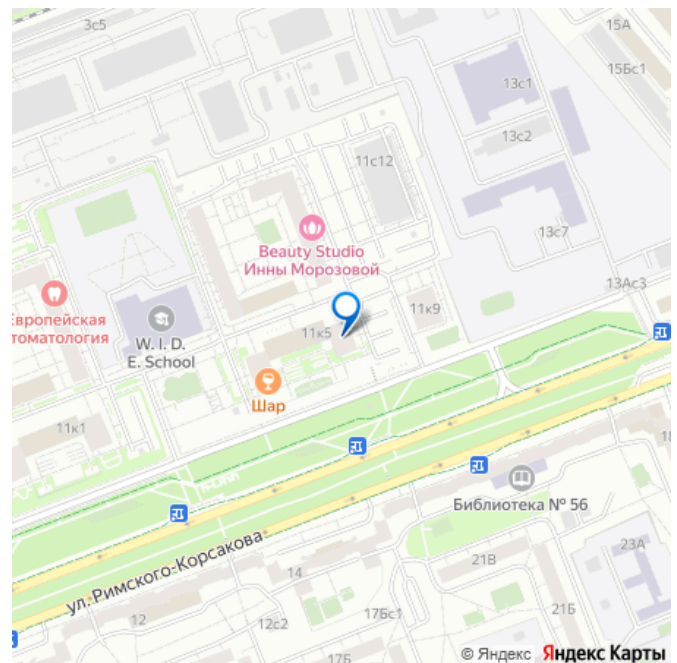 3с5
15А
15Бс1
13с1
13с2
11с12
13с7
Beauty Studio
Инны Морозовой
13Ас3
Европейская
томатология
W. I. D.
E. School
11к5
11к9
Шар
11к1
Библиотека № 56
ул. Римского-Корсакова
23А
21В
14
21Б
12
12с2
17Бс1
17Б
© Яндекс Яндекс Карты